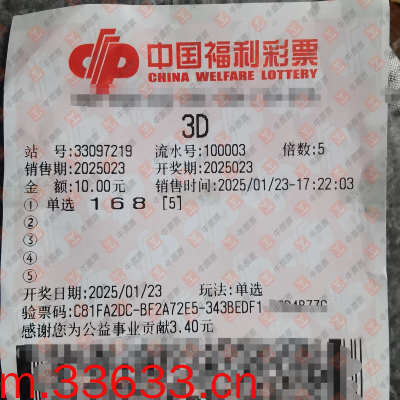 中国福利彩票
CHINA WELFARE LOTTERY
3D
站 号:33097219 流水号:100003 倍数:5
销售期:2025023 开奖期:2025023
金 额:10.00元 销售时间:2025/01/23-17:22:03
① 单选 168 [5]
②
③
④
⑤
开奖日期:2025/01/23 玩法:单选
验票码:C81FA2DC-BF2A72E5-343BEDF1
感谢您为公益事业贡献3.40元
m.33633.cn